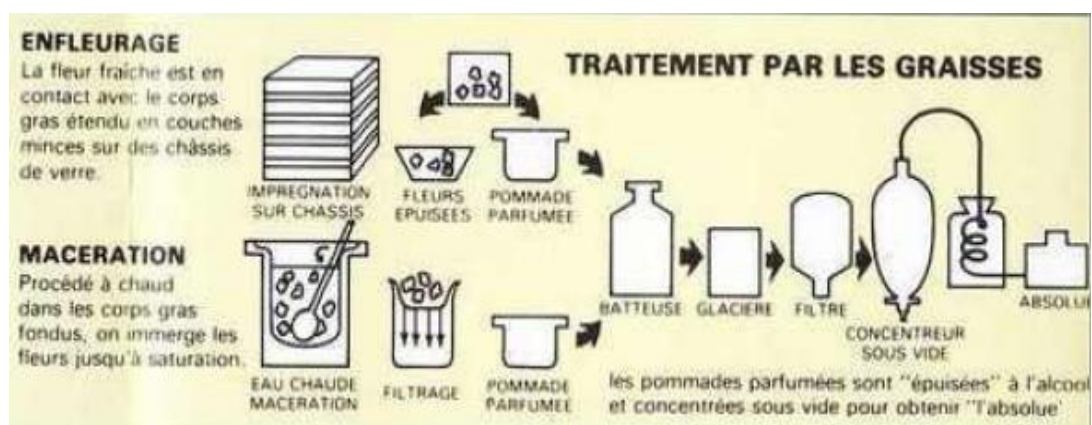 ENFLEURAGE
La fleur fraîche est en
contact avec le corps
gras étendu en couches
minces sur des châssis
de verre.
TRAITEMENT PAR LES GRAISSES
IMPREGNATION
SUR CHASSIS
FLEURS
EPUISEES
POMMADE
PARFUMEE
MACERATION
Procédé à chaud
dans les corps gras
fondus, on immerge les
fleurs jusqu'à saturation.
EAU CHAUDE
MACERATION
FILTRAGE
POMMADE
PARFUMEE
BATTEUSE
GLACIERE
FILTRE
CONCENTREUR
SOUS VIDE
ABSOLUE
les pommades parfumées sont "épuisées" à l'alcool
et concentrées sous vide pour obtenir "l'absolue"